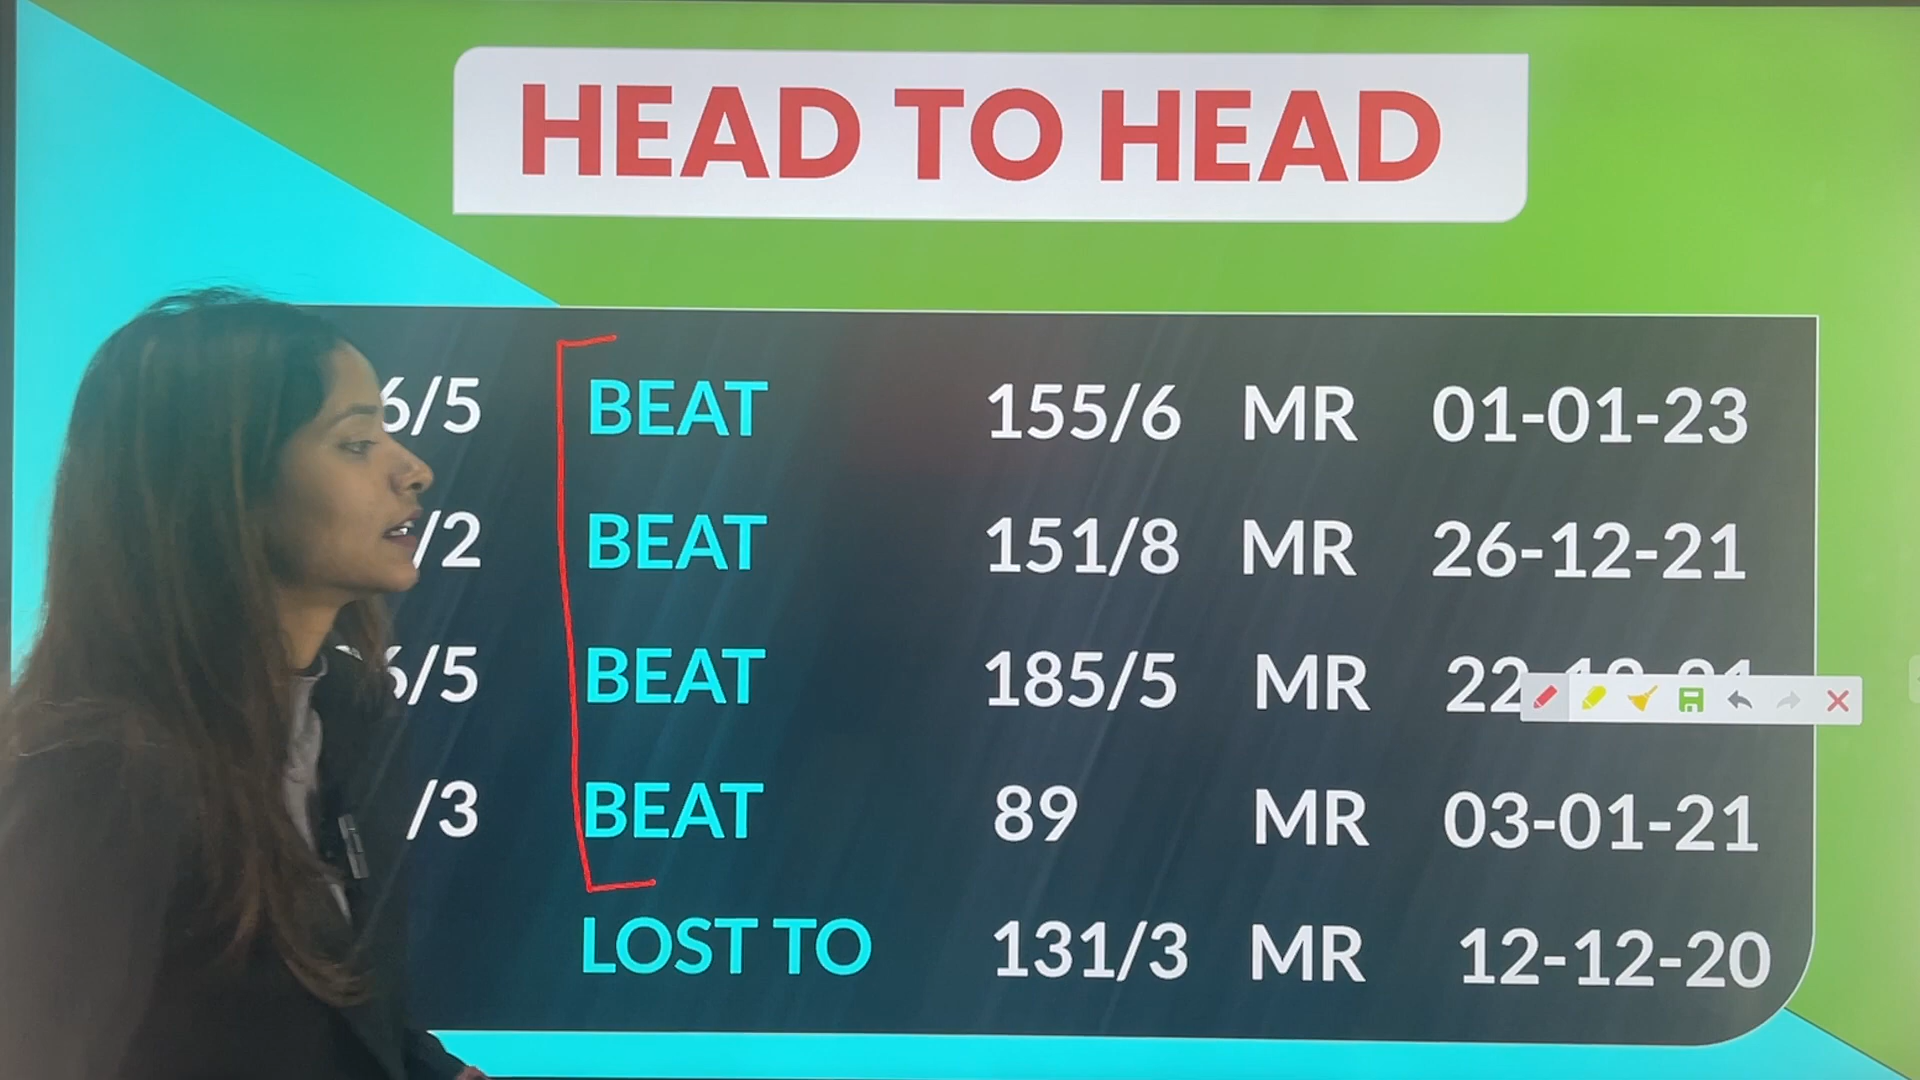 HEAD TO HEAD
6/5 BEAT 155/6 MR 01-01-23
/2 BEAT 151/8 MR 26-12-21
/5 BEAT 185/5 MR 22
/3 BEAT 89 MR 03-01-21
LOST TO 131/3 MR 12-12-20